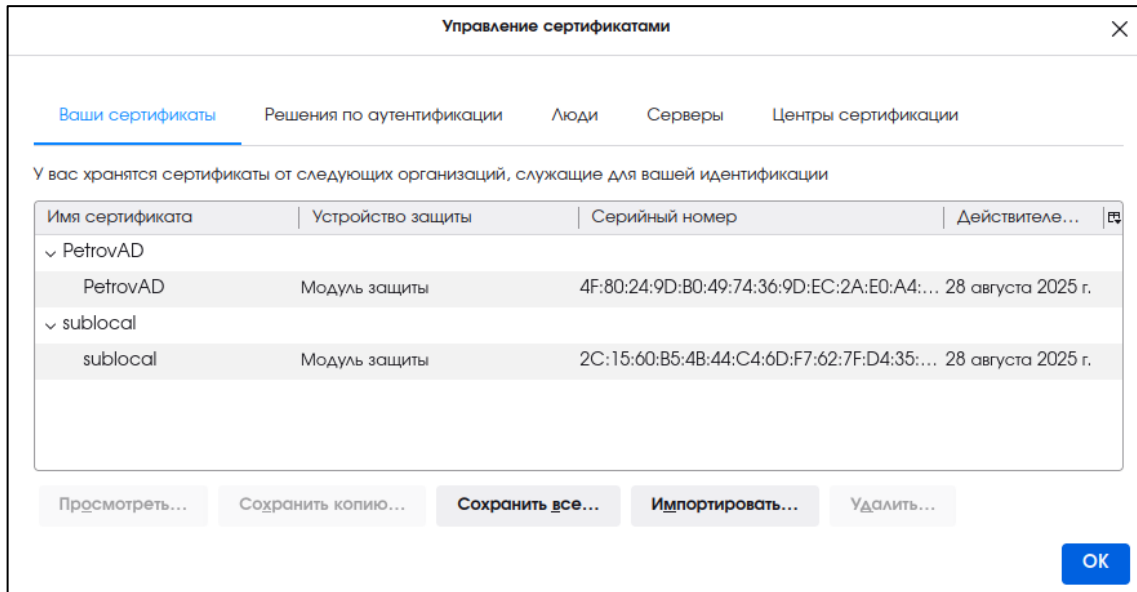 Управление сертификатами
Ваши сертификаты Решения по аутентификации Люди Серверы Центры сертификации
У вас хранятся сертификаты от следующих организаций, служащие для вашей идентификации
Имя сертификата Устройство защиты Серийный номер Действителе...
PetrovAD
PetrovAD Модуль защиты 4F:80:24:9D:B0:49:74:36:9D:EC:2A:E0:A4:... 28 августа 2025 г.
sublocal
sublocal Модуль защиты 2C:15:60:B5:4B:44:C4:6D:F7:62:7F:D4:35:... 28 августа 2025 г.
Просмотреть... Сохранить копию... Сохранить все... Импортировать... Удалить...
ОК